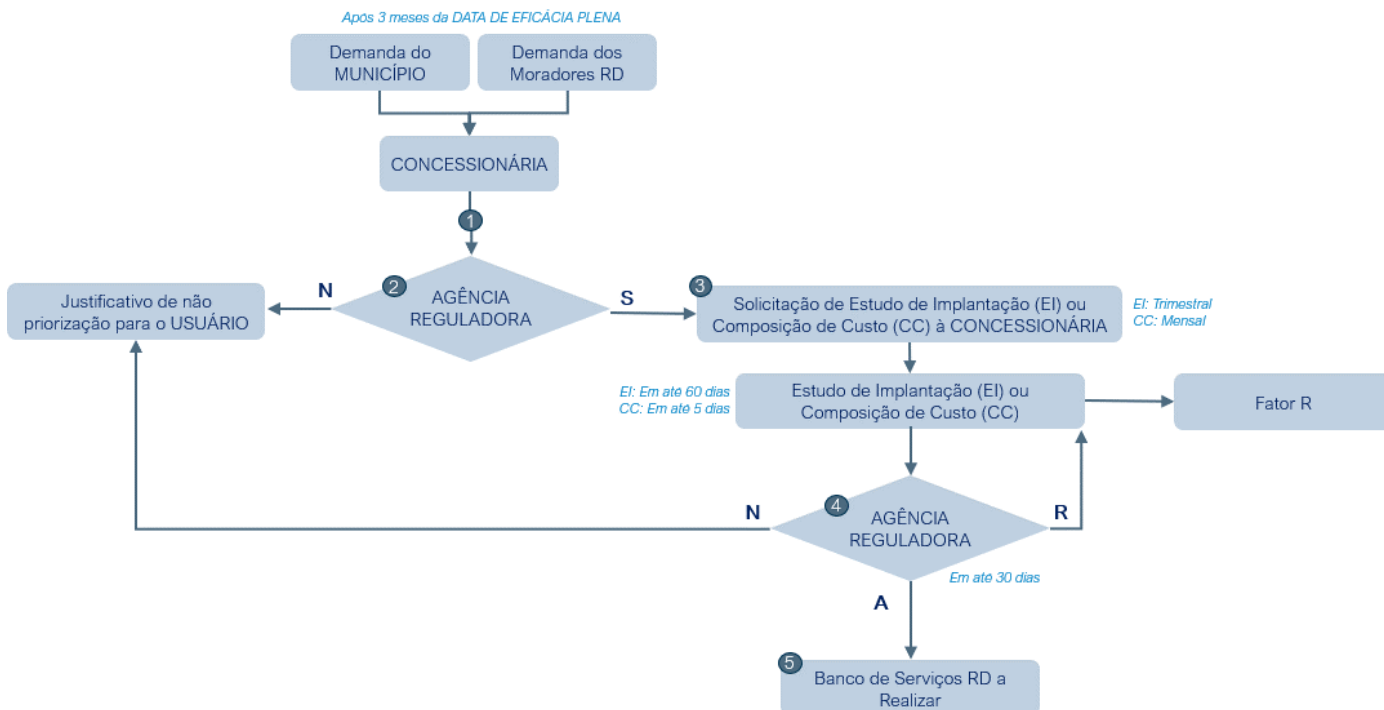 Após 3 meses da DATA DE EFICÁCIA PLENA
Demanda do
MUNICÍPIO
Demanda dos
Moradores RD
CONCESSIONÁRIA
1
2
AGÊNCIA
REGULADORA
N
S
Justificativo de não
priorização para o USUÁRIO
3
Solicitação de Estudo de Implantação (EI) ou
Composição de Custo (CC) à CONCESSIONÁRIA
EI: Trimestral
CC: Mensal
EI: Em até 60 dias
CC: Em até 5 dias
Estudo de Implantação (EI) ou
Composição de Custo (CC)
Fator R
4
AGÊNCIA
REGULADORA
N
R
Em até 30 dias
A
5
Banco de Serviços RD a
Realizar